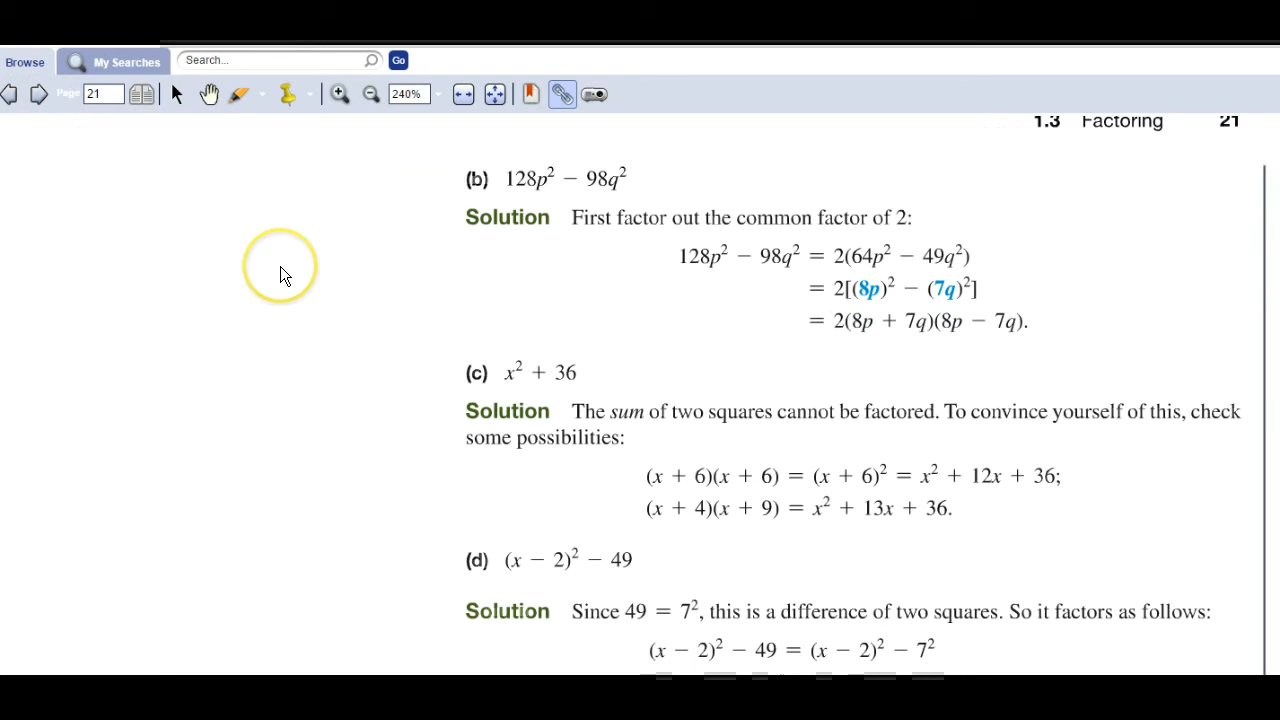 Browse My Searches Search... Go
Page 21 240%
1.3 Factoring 21
(b) 128p² − 98q²
Solution First factor out the common factor of 2:
128p² − 98q² = 2(64p² − 49q²)
= 2[(8p)² − (7q)²]
= 2(8p + 7q)(8p − 7q).
(c) x² + 36
Solution The sum of two squares cannot be factored. To convince yourself of this, check
some possibilities:
(x + 6)(x + 6) = (x + 6)² = x² + 12x + 36;
(x + 4)(x + 9) = x² + 13x + 36.
(d) (x − 2)² − 49
Solution Since 49 = 7², this is a difference of two squares. So it factors as follows:
(x − 2)² − 49 = (x − 2)² − 7²